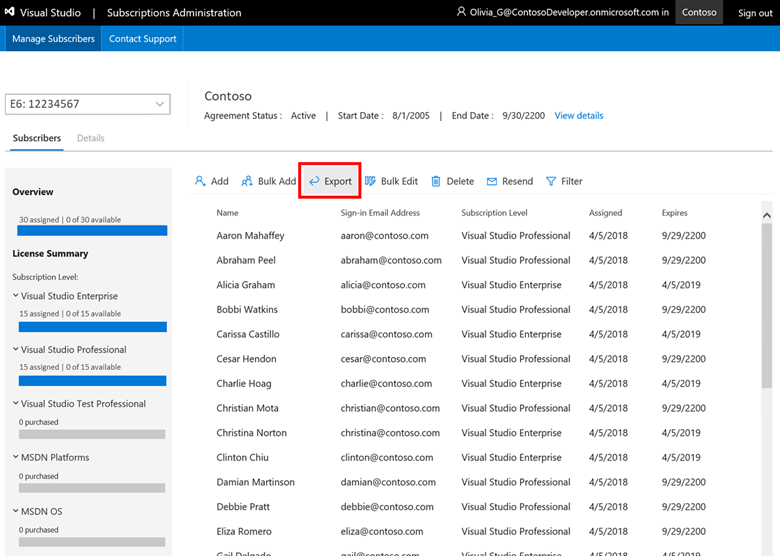 Visual Studio | Subscriptions Administration Olivia_G@ContosoDeveloper.onmicrosoft.com in Contoso Sign out
Manage Subscribers Contact Support
E6: 12234567
Contoso
Agreement Status : Active | Start Date : 8/1/2005 | End Date : 9/30/2200 View details
Subscribers Details
Add Bulk Add Export Bulk Edit Delete Resend Filter
Overview
30 assigned | 0 of 30 available
License Summary
Subscription Level:
Visual Studio Enterprise
15 assigned | 0 of 15 available
Visual Studio Professional
15 assigned | 0 of 15 available
Visual Studio Test Professional
0 purchased
MSDN Platforms
0 purchased
MSDN OS
0 purchased
Name Sign-in Email Address Subscription Level Assigned Expires
Aaron Mahaffey aaron@contoso.com Visual Studio Professional 4/5/2018 9/29/2200
Abraham Peel abraham@contoso.com Visual Studio Professional 4/5/2018 9/29/2200
Alicia Graham alicia@contoso.com Visual Studio Enterprise 4/5/2018 4/5/2019
Bobbi Watkins bobbi@contoso.com Visual Studio Professional 4/5/2018 9/29/2200
Carissa Castillo carissa@contoso.com Visual Studio Enterprise 4/5/2018 4/5/2019
Cesar Hendon cesar@contoso.com Visual Studio Professional 4/5/2018 9/29/2200
Charlie Hoag charlie@contoso.com Visual Studio Enterprise 4/5/2018 4/5/2019
Christian Mota christian@contoso.com Visual Studio Professional 4/5/2018 9/29/2200
Christina Norton christina@contoso.com Visual Studio Enterprise 4/5/2018 4/5/2019
Clinton Chiu clinton@contoso.com Visual Studio Enterprise 4/5/2018 4/5/2019
Damian Martinson damian@contoso.com Visual Studio Professional 4/5/2018 9/29/2200
Debbie Pratt debbie@contoso.com Visual Studio Professional 4/5/2018 9/29/2200
Eliza Romero eliza@contoso.com Visual Studio Professional 4/5/2018 9/29/2200
Gail Delgado gail@contoso.com Visual Studio Enterprise 4/5/2018 4/5/2019